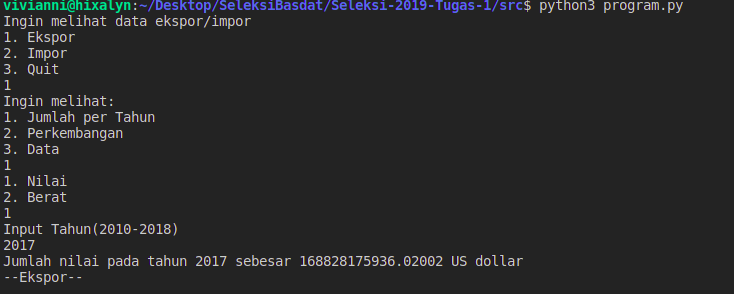 vivianni@hixalyn:~/Desktop/SeleksiBasdat/Seleksi-2019-Tugas-1/src$ python3 program.py
Ingin melihat data ekspor/impor
1. Ekspor
2. Impor
3. Quit
1
Ingin melihat:
1. Jumlah per Tahun
2. Perkembangan
3. Data
1
1. Nilai
2. Berat
1
Input Tahun(2010-2018)
2017
Jumlah nilai pada tahun 2017 sebesar 168828175936.02002 US dollar
--Ekspor--